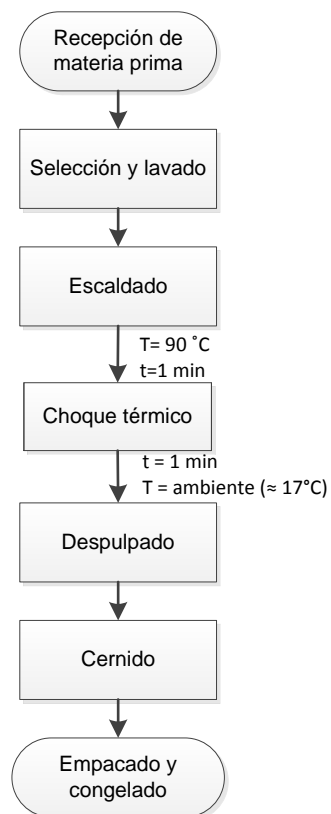 Recepción de
materia prima
Selección y lavado
Escaldado
T= 90 ˚C
t=1 min
Choque térmico
t = 1 min
T = ambiente (≈ 17°C)
Despulpado
Cernido
Empacado y
congelado